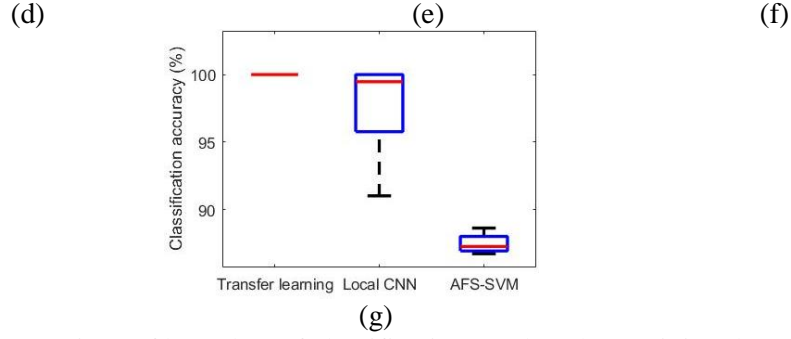 (d) (e) (f)
Classification accuracy (%)
100
95
90
Transfer learning Local CNN AFS-SVM
(g)